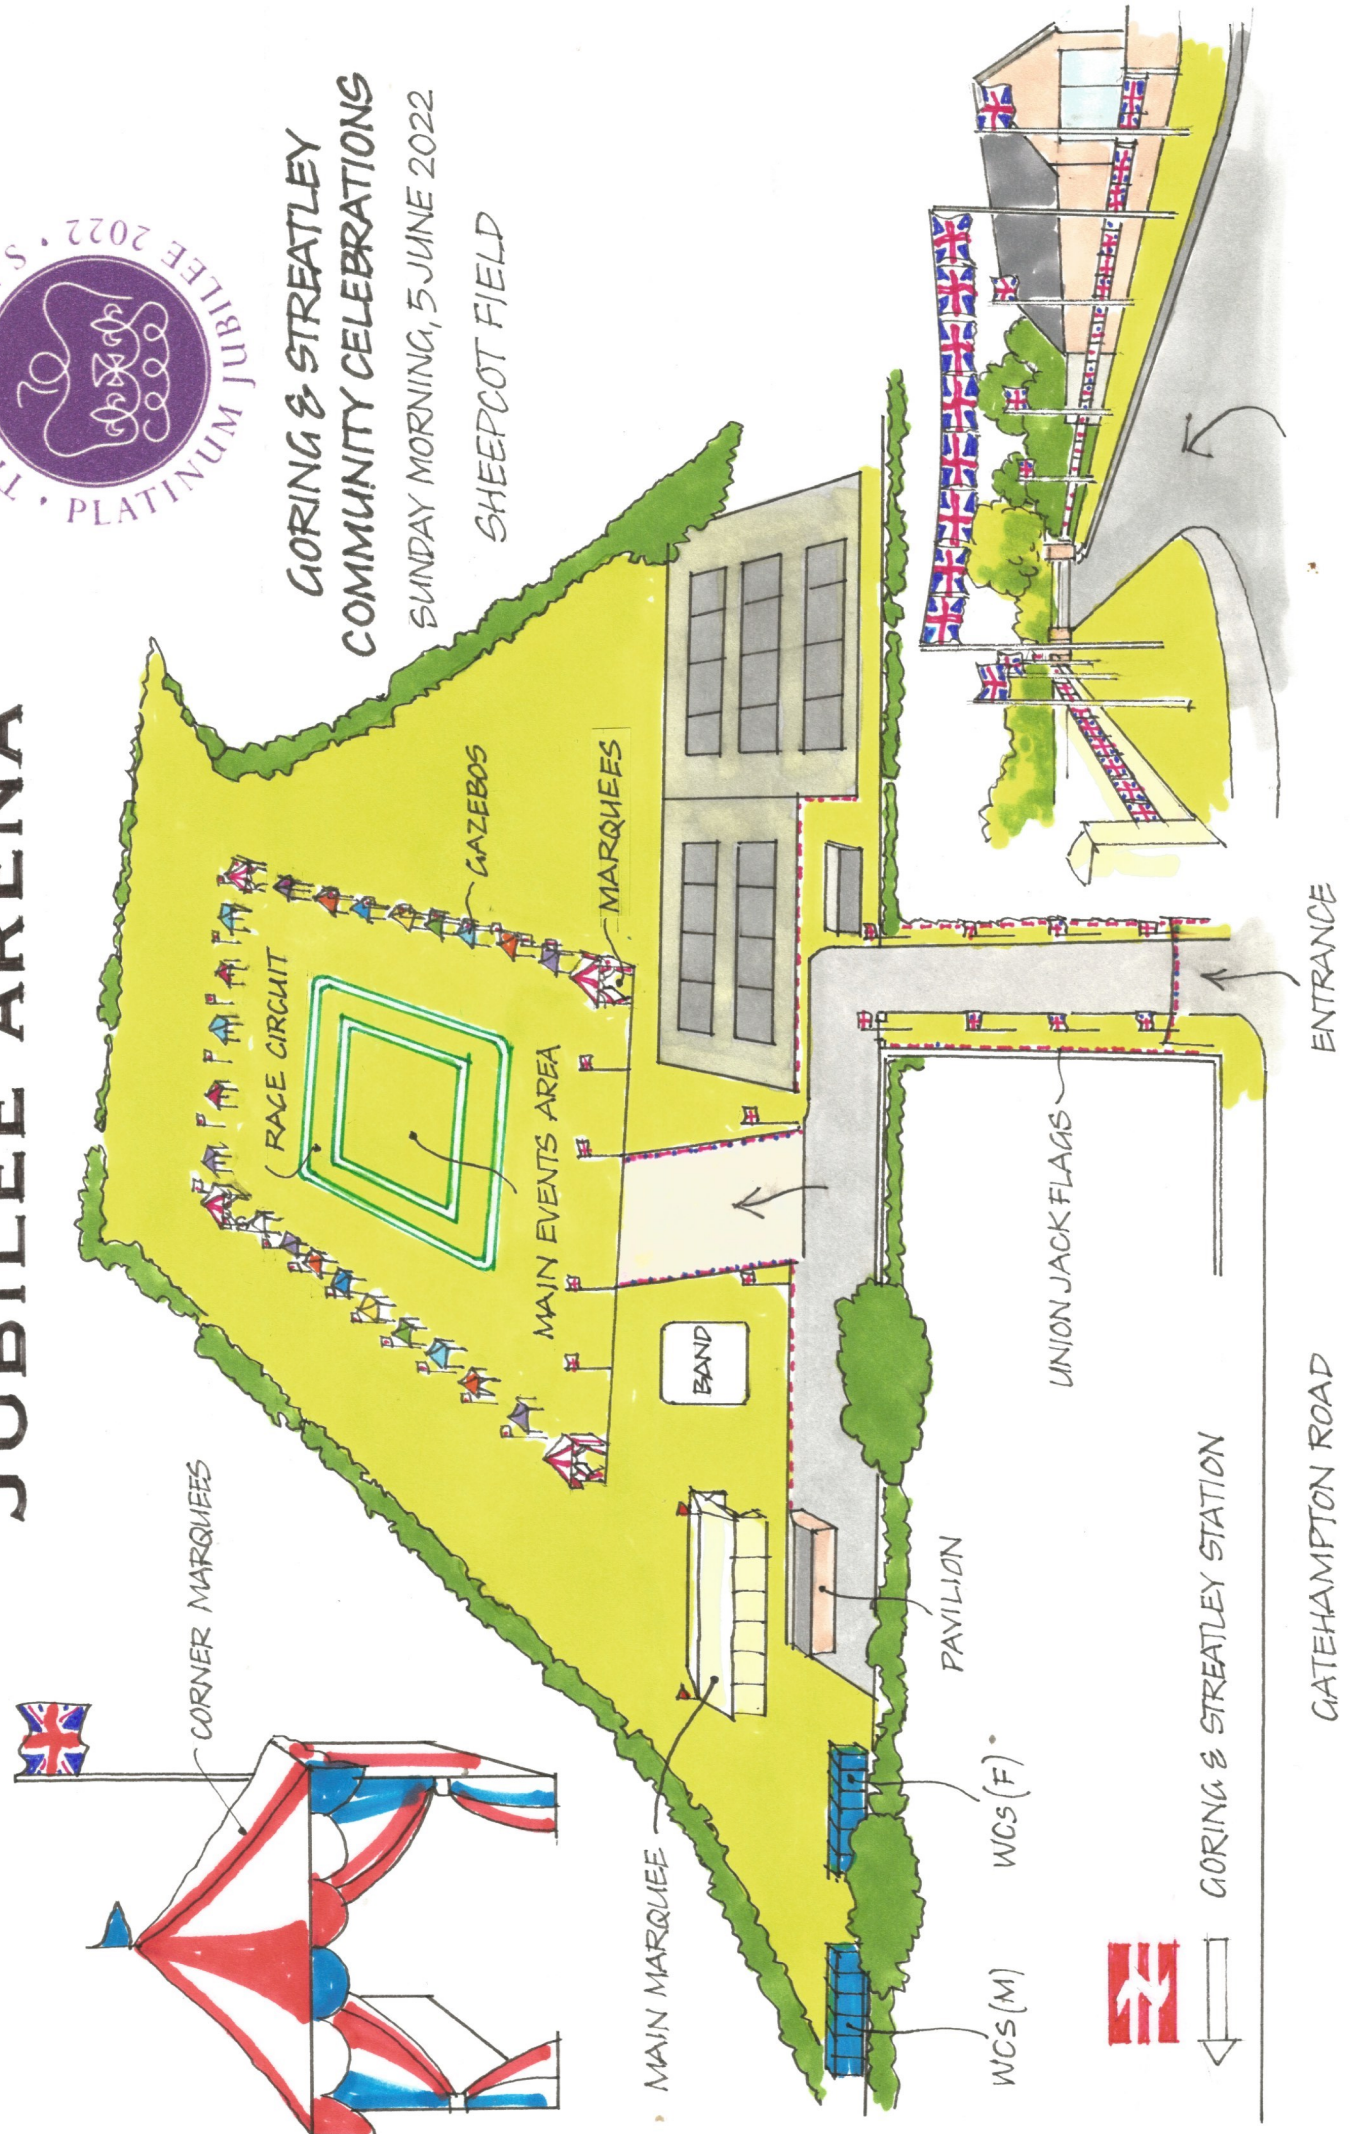 JUBILEE ARENA
PLATINUM JUBILEE 2022
70
GORING & STREATLEY
COMMUNITY CELEBRATIONS
SUNDAY MORNING, 5 JUNE 2022
SHEEPCOT FIELD
CORNER MARQUEES
RACE CIRCUIT
GAZEBOS
MAIN EVENTS AREA
MARQUEES
MAIN MARQUEE
BAND
WCS (M)
WCS (F)
PAVILION
UNION JACK FLAGS
GORING & STREATLEY STATION
ENTRANCE
GATEHAMPTON ROAD